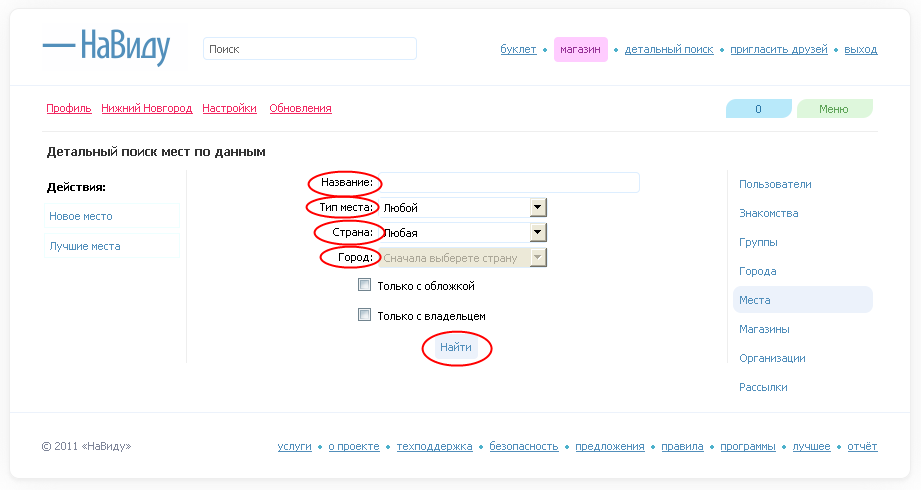 НаВиду
Поиск
буклет • магазин • детальный поиск • пригласить друзей • выход
Профиль Нижний Новгород Настройки Обновления
0 Меню
Детальный поиск мест по данным
Действия:
Новое место
Лучшие места
Название:
Тип места: Любой
Страна: Любая
Город: Сначала выберете страну
Только с обложкой
Только с владельцем
Найти
Пользователи
Знакомства
Группы
Города
Места
Магазины
Организации
Рассылки
© 2011 «НаВиду»
услуги • о проекте • техподдержка • безопасность • предложения • правила • программы • лучшее • отчёт